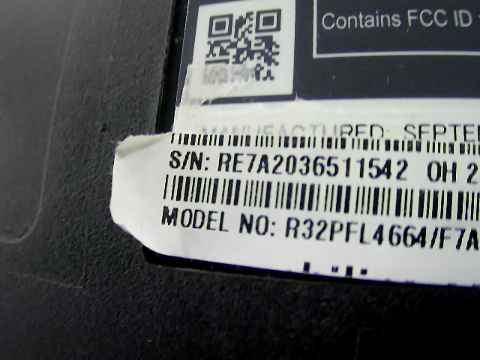 Contains FCC ID
MANUFACTURED: SEPTE
S/N: RE7A2036511542 OH 2
MODEL NO: R32PFL4664/F7A